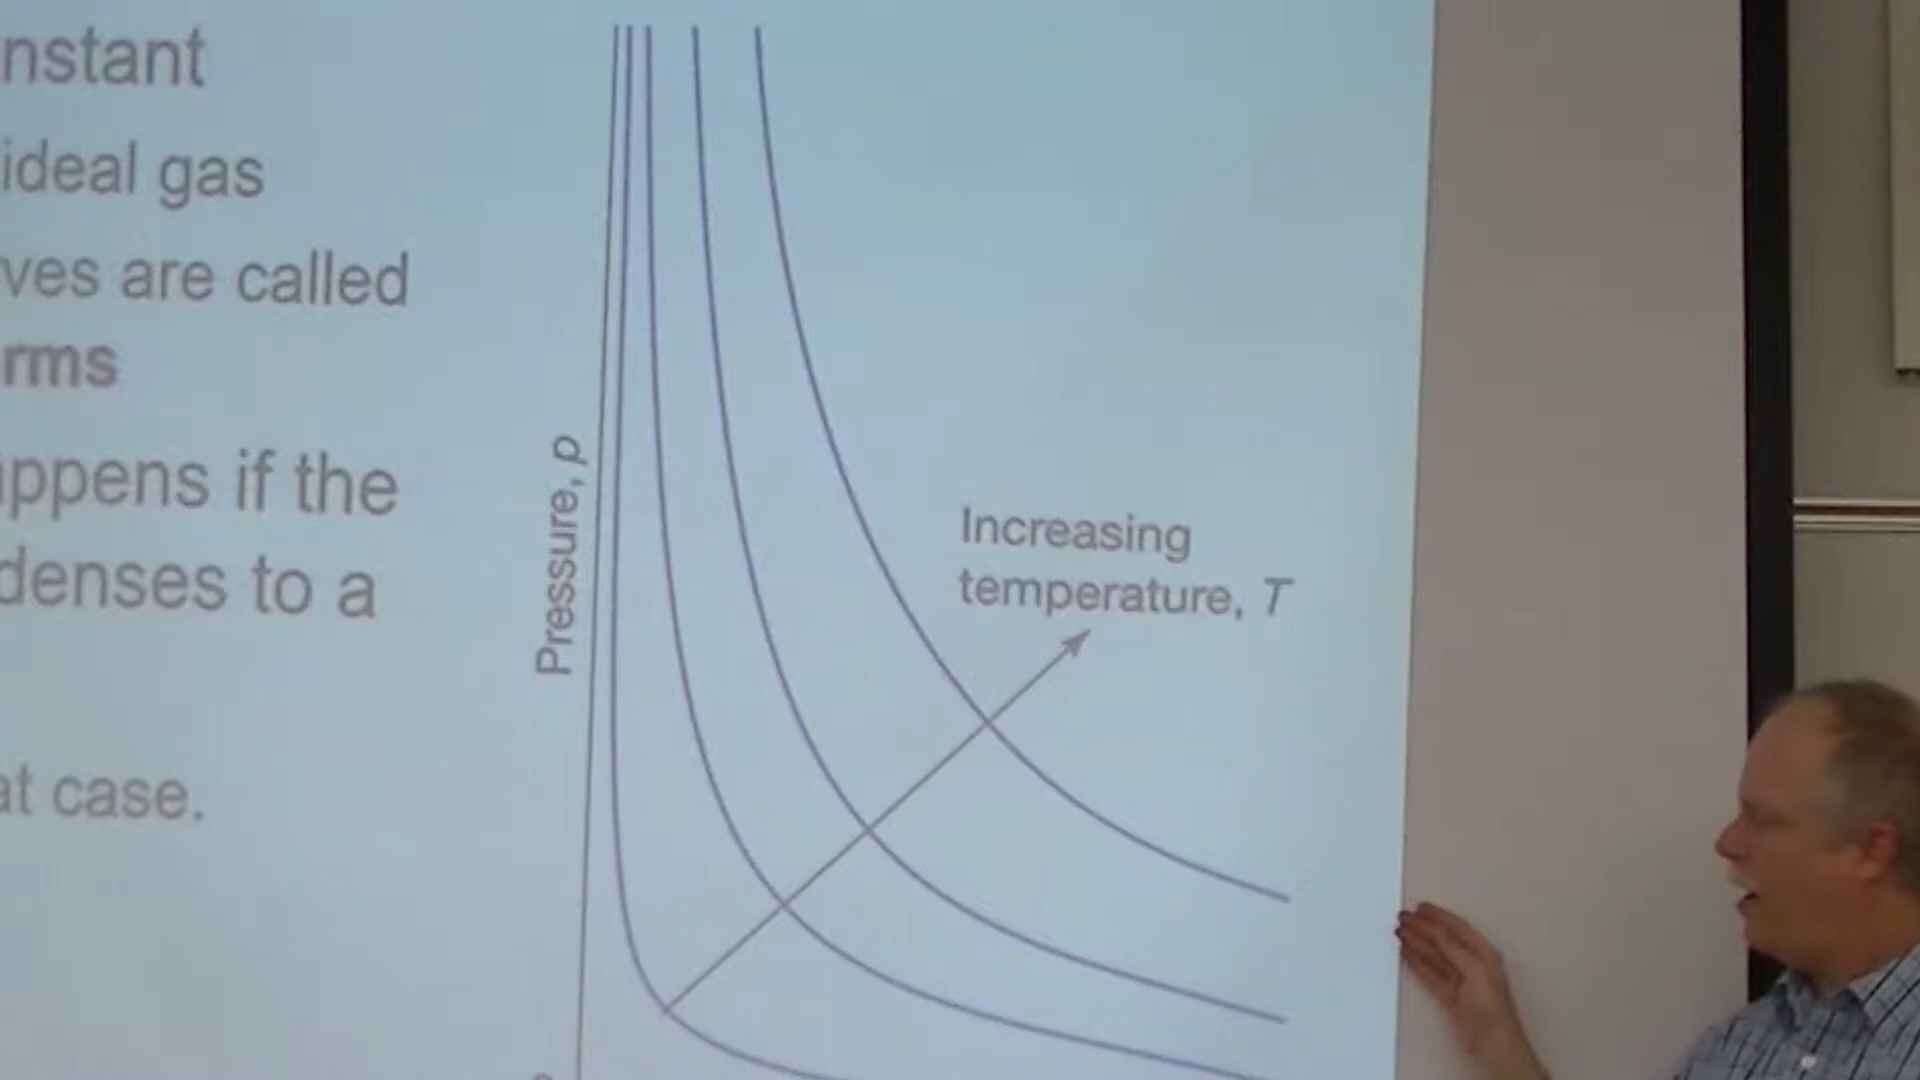 nstant
ideal gas
ves are called
rms
ppens if the
denses to a
at case.
Pressure, p
Increasing
temperature, T